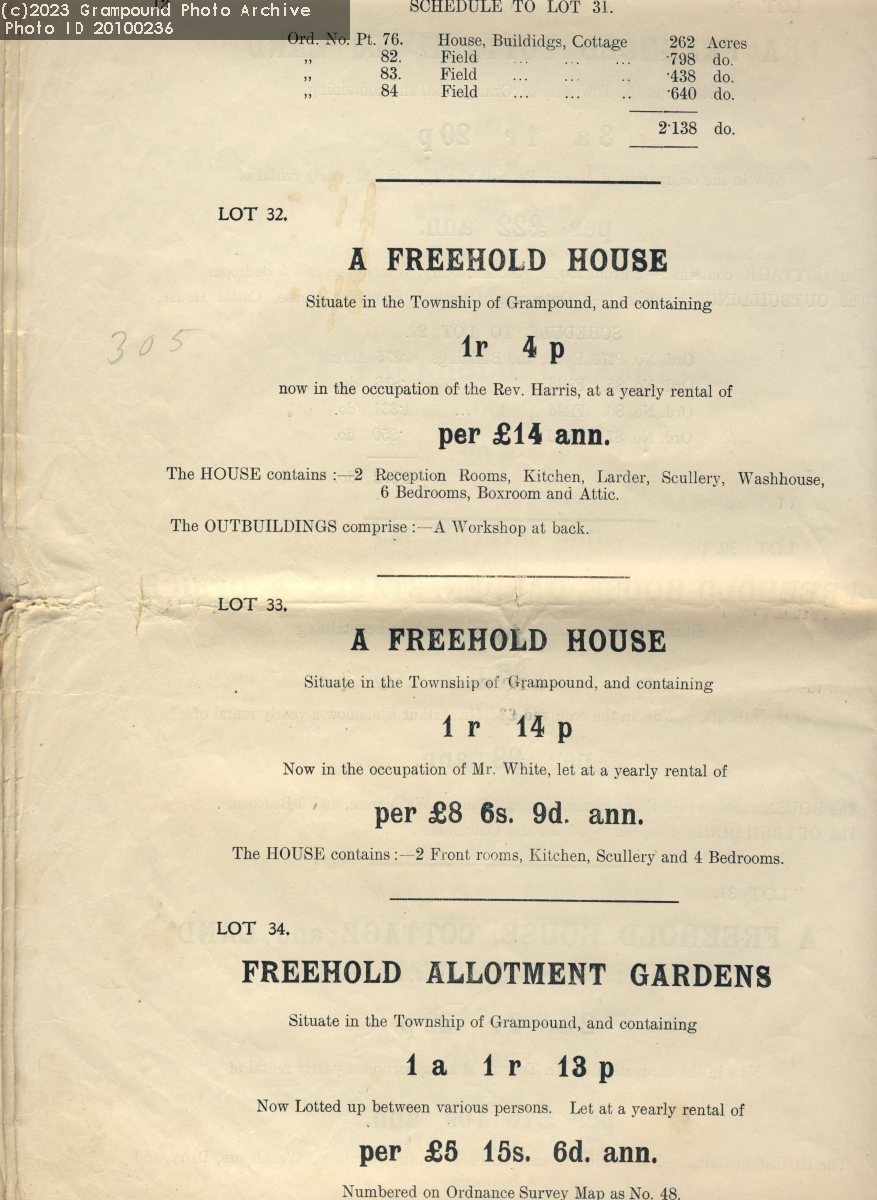 (c)2023 Grampound Photo Archive
Photo ID 20100236
SCHEDULE TO LOT 31.
Ord. No. Pt. 76. House, Buildidgs, Cottage 262 Acres
„ 82. Field ... ... ... ·798 do.
„ 83. Field ... ... .. ·438 do.
„ 84 Field ... ... .. ·640 do.
2·138 do.
LOT 32.
A FREEHOLD HOUSE
Situate in the Township of Grampound, and containing
1r 4 p
305
now in the occupation of the Rev. Harris, at a yearly rental of
per £14 ann.
The HOUSE contains :—2 Reception Rooms, Kitchen, Larder, Scullery, Washhouse,
6 Bedrooms, Boxroom and Attic.
The OUTBUILDINGS comprise :—A Workshop at back.
LOT 33.
A FREEHOLD HOUSE
Situate in the Township of Grampound, and containing
1 r 14 p
Now in the occupation of Mr. White, let at a yearly rental of
per £8 6s. 9d. ann.
The HOUSE contains :—2 Front rooms, Kitchen, Scullery and 4 Bedrooms.
LOT 34.
FREEHOLD ALLOTMENT GARDENS
Situate in the Township of Grampound, and containing
1 a 1 r 13 p
Now Lotted up between various persons. Let at a yearly rental of
per £5 15s. 6d. ann.
Numbered on Ordnance Survey Map as No. 48.